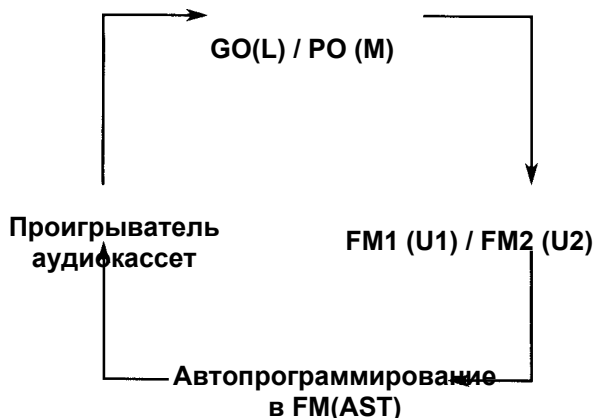 GO(L) / PO (M)
Проигрыватель
аудиокассет
FM1 (U1) / FM2 (U2)
Автопрограммирование
в FM(AST)